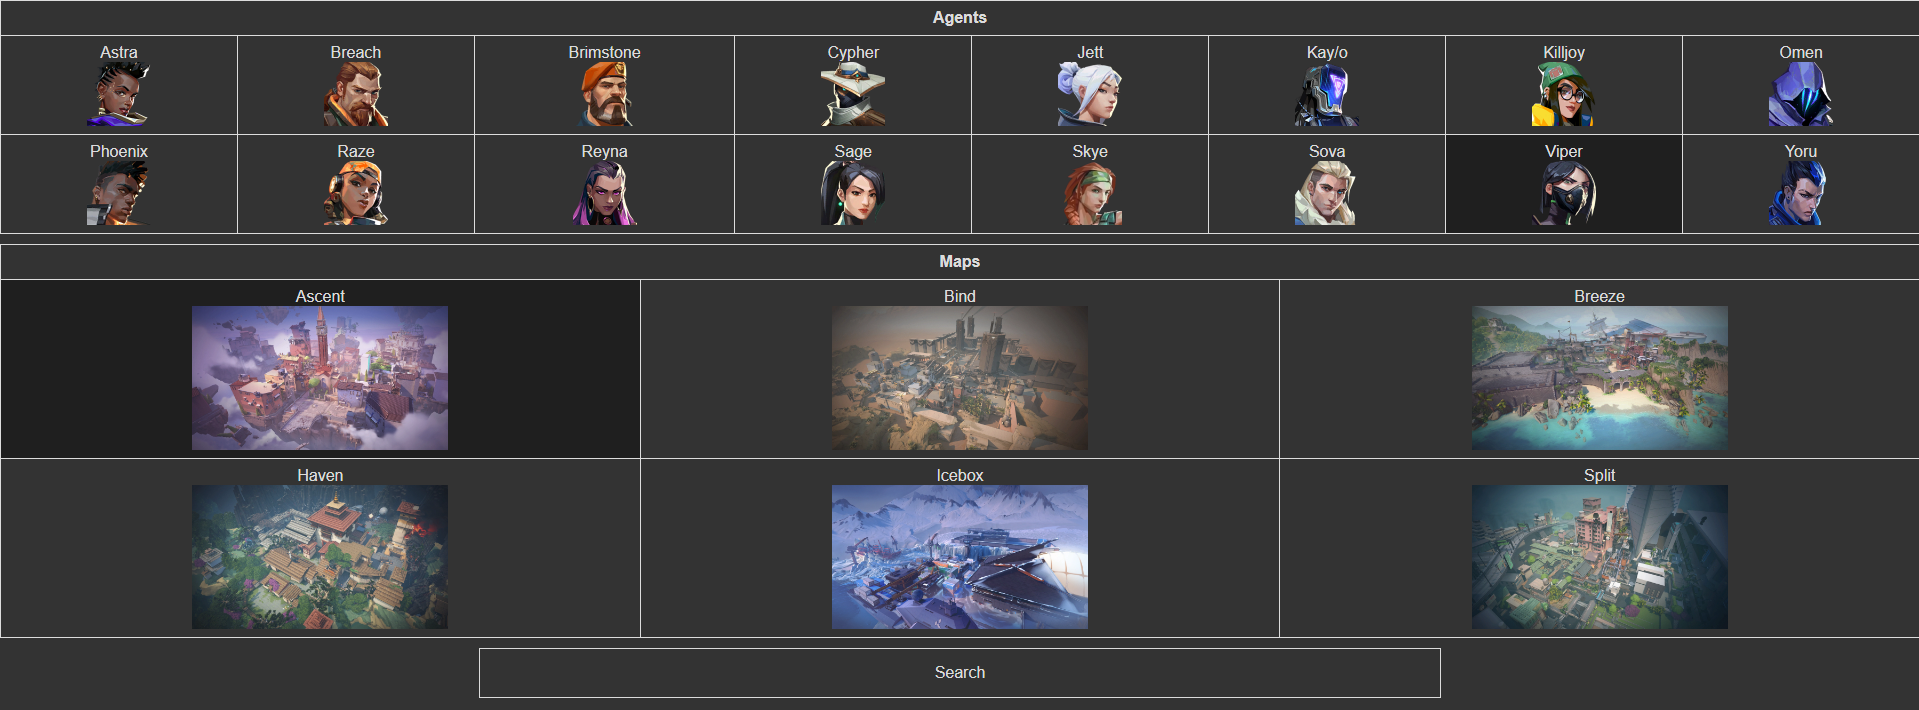 Agents
Astra Breach Brimstone Cypher Jett Kay/o Killjoy Omen
Phoenix Raze Reyna Sage Skye Sova Viper Yoru
Maps
Ascent Bind Breeze
Haven Icebox Split
Search